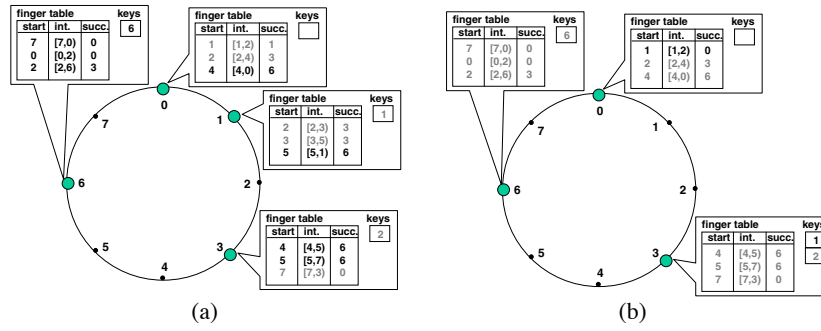 finger table keys
start int. succ. 6
7 [7,0) 0
0 [0,2) 0
2 [2,6) 3
finger table keys
start int. succ.
1 [1,2) 1
2 [2,4) 3
4 [4,0) 6
finger table keys
start int. succ. 1
2 [2,3) 3
3 [3,5) 3
5 [5,1) 6
finger table keys
start int. succ. 2
4 [4,5) 6
5 [5,7) 6
7 [7,3) 0
0
1
2
3
4
5
6
7
(a)
finger table keys
start int. succ. 6
7 [7,0) 0
0 [0,2) 0
2 [2,6) 3
finger table keys
start int. succ.
1 [1,2) 0
2 [2,4) 3
4 [4,0) 6
finger table keys
start int. succ. 1
4 [4,5) 6 2
5 [5,7) 6
7 [7,3) 0
0
1
2
3
4
5
6
7
(b)